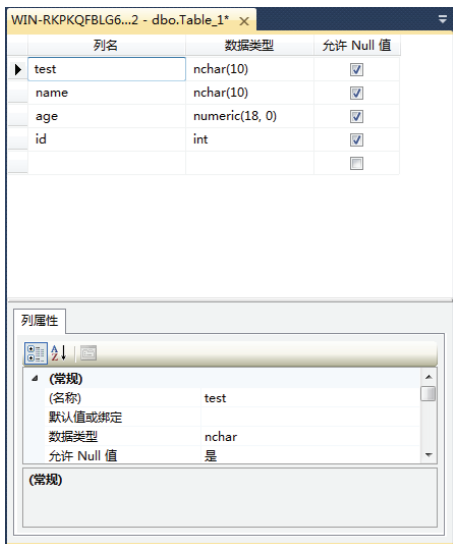 WIN-RKPKQFBLG6...2 - dbo.Table_1*
列名 数据类型 允许 Null 值
test nchar(10)
name nchar(10)
age numeric(18, 0)
id int
列属性
(常规)
(名称) test
默认值或绑定
数据类型 nchar
允许 Null 值 是
(常规)